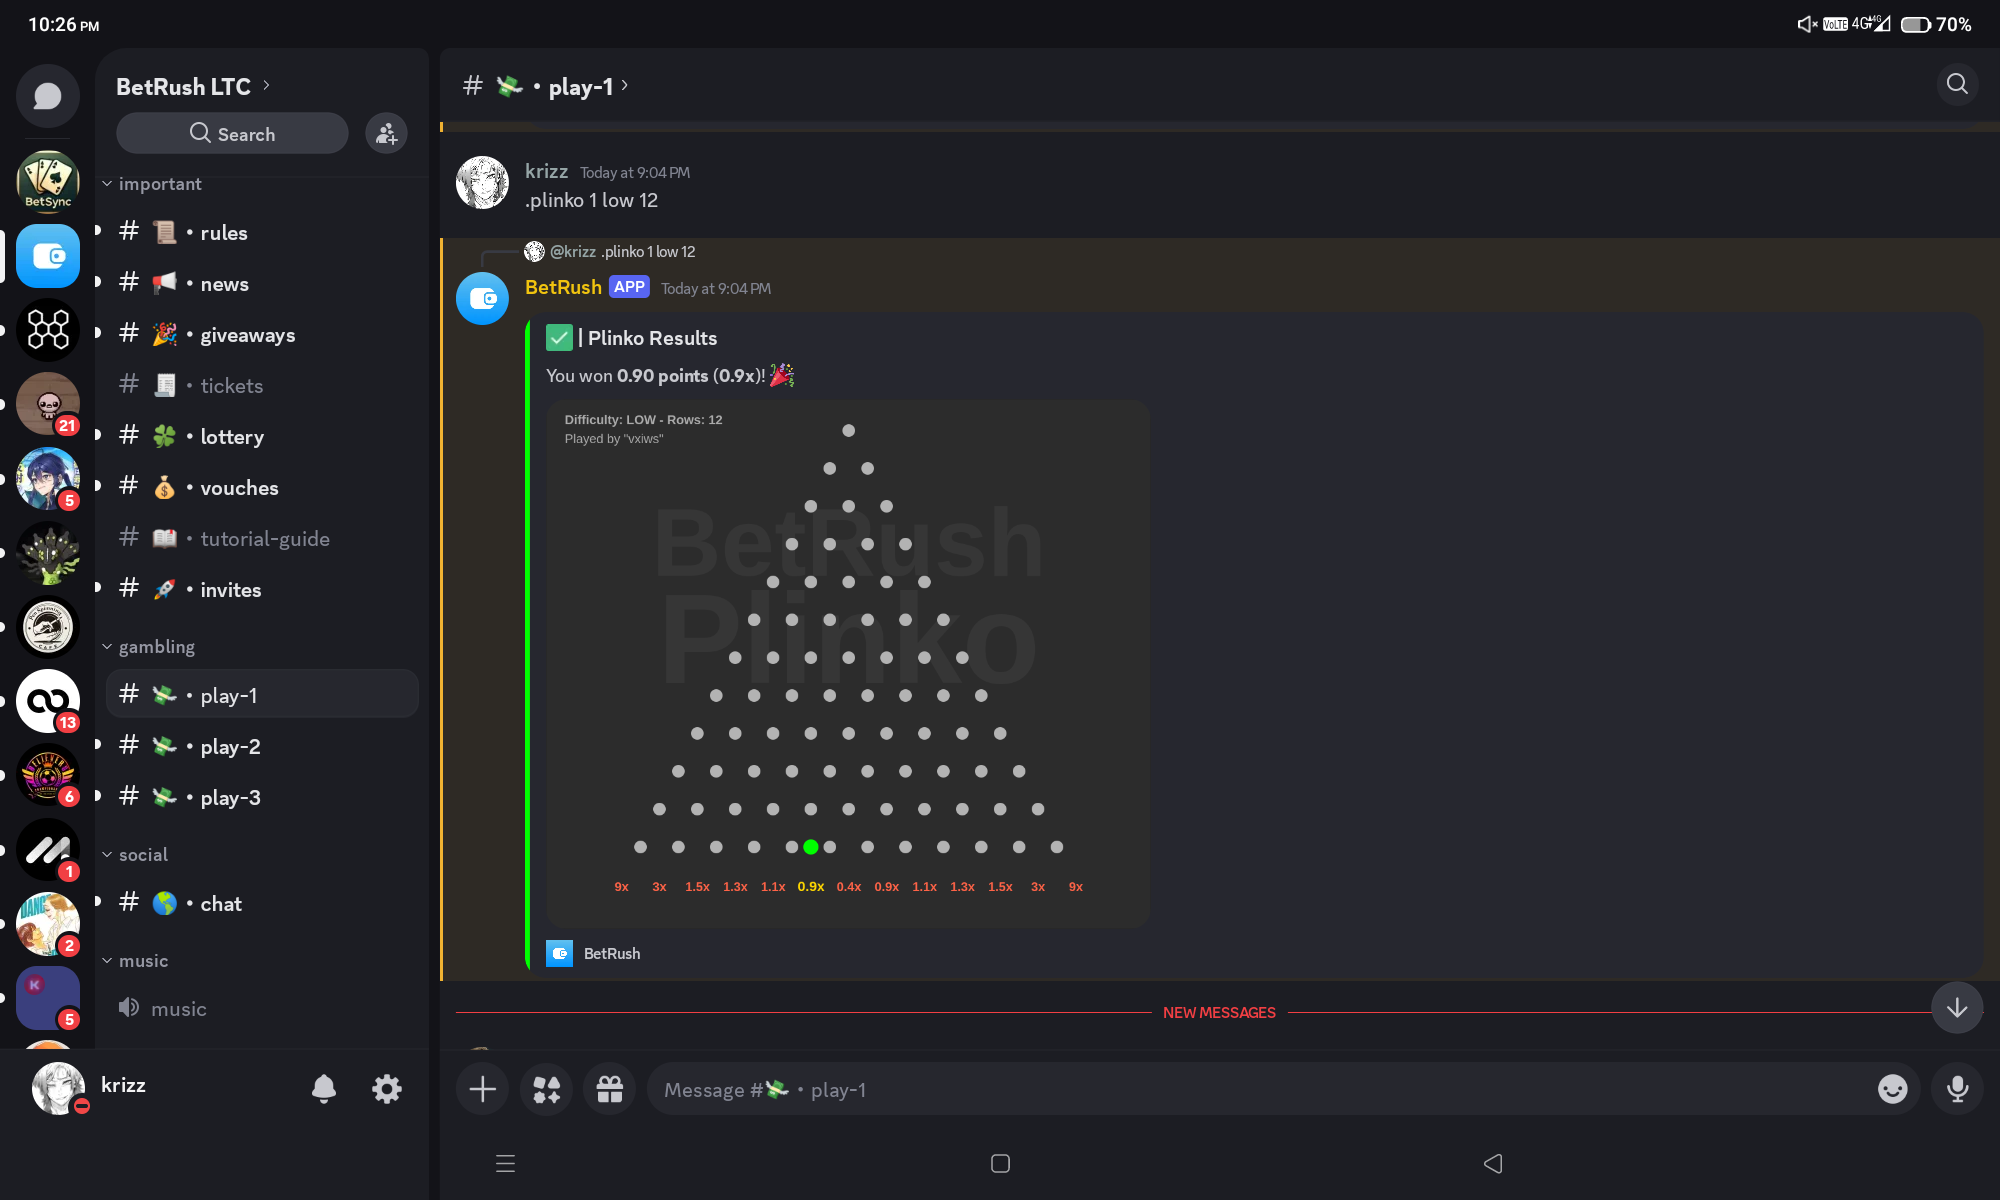 10:26 PM
VoLTE 4G 4G 70%
BetRush LTC
Search
important
rules
news
giveaways
tickets
lottery
vouches
tutorial-guide
invites
gambling
play-1
play-2
play-3
social
chat
music
music
BetSync
21
5
13
6
1
2
K
5
krizz
# 💸 • play-1
krizz Today at 9:04 PM
.plinko 1 low 12
@krizz .plinko 1 low 12
BetRush APP Today at 9:04 PM
✅ | Plinko Results
You won 0.90 points (0.9x)! 🎉
Difficulty: LOW - Rows: 12
Played by "vxiws"
BetRush
Plinko
9x 3x 1.5x 1.3x 1.1x 0.9x 0.4x 0.9x 1.1x 1.3x 1.5x 3x 9x
BetRush
NEW MESSAGES
Message #💸 • play-1